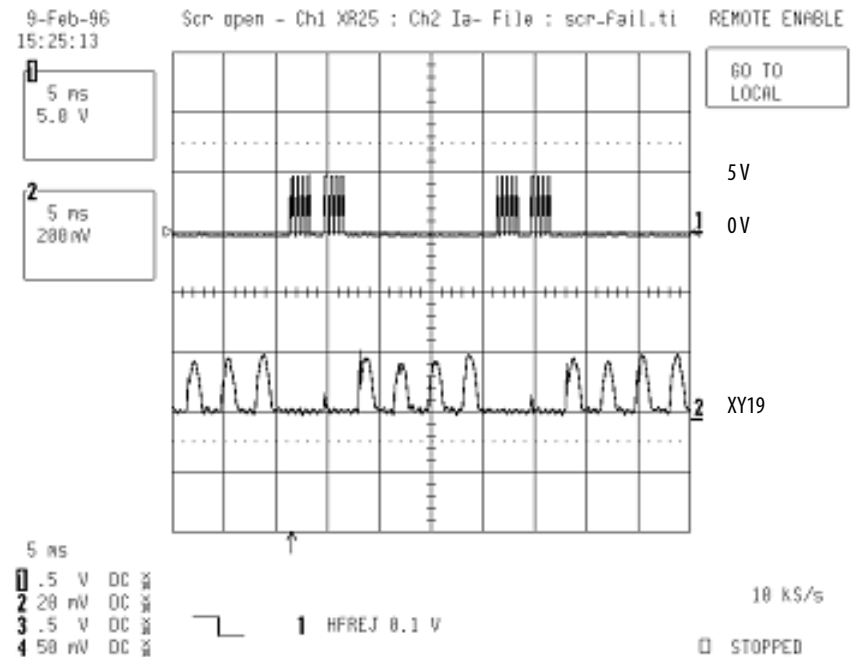 9-Feb-96
15:25:13
Scr open - Ch1 XR25 : Ch2 Ia- File : scr-Fail.ti
REMOTE ENABLE
GO TO
LOCAL
1
5 ms
5.0 V
2
5 ms
200 mV
5 V
1
0 V
2
XY19
5 ms
1 .5 V DC
2 20 mV DC
3 .5 V DC
4 50 mV DC
1 HFREJ 0.1 V
10 KS/s
STOPPED